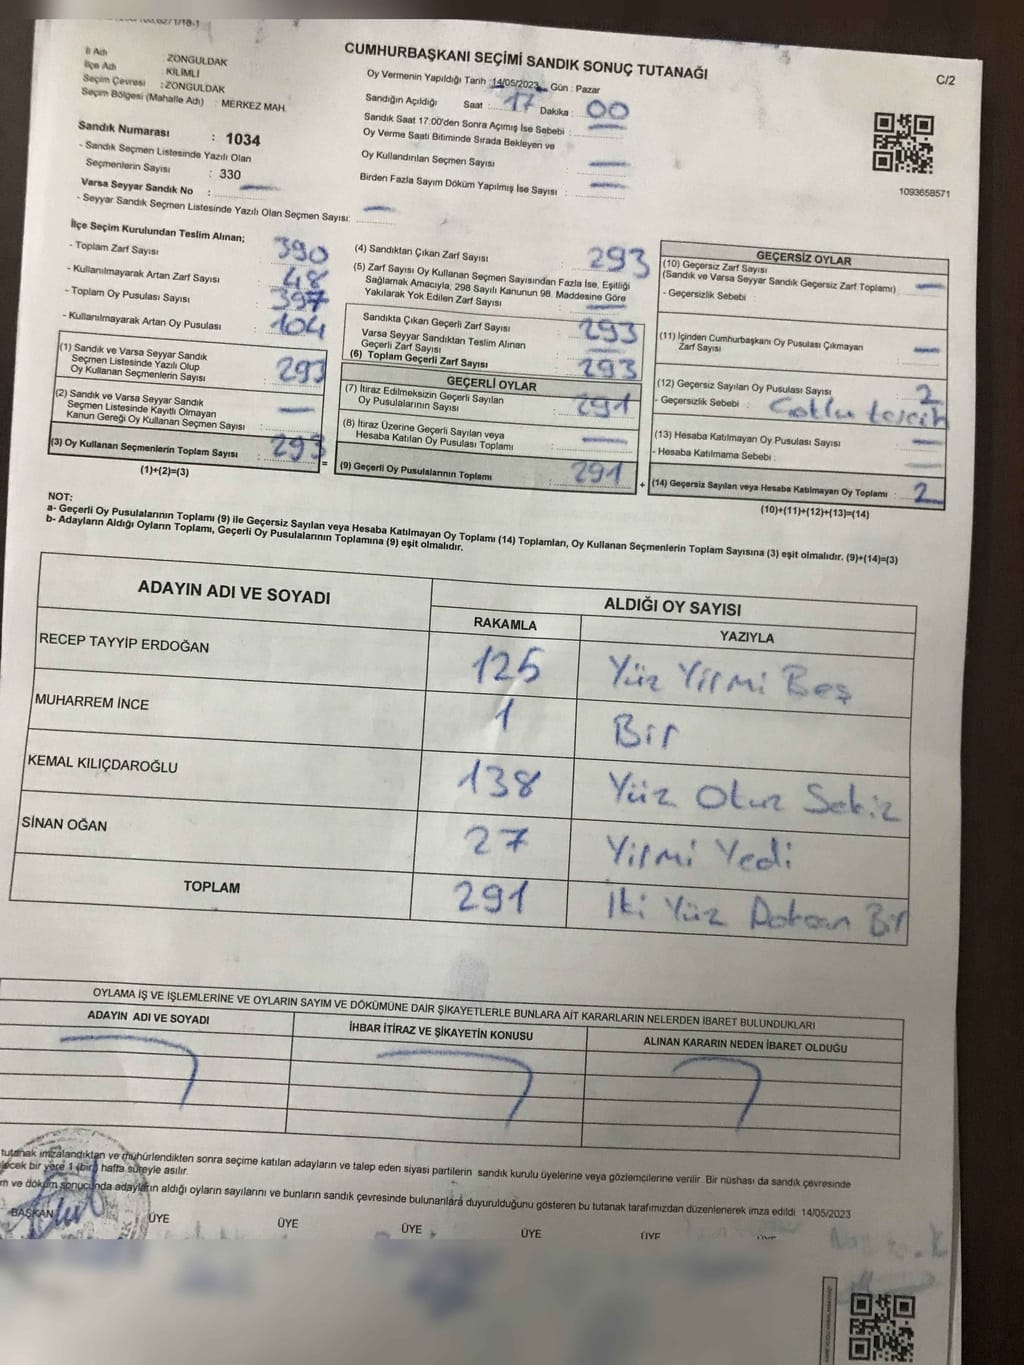 CUMHURBAŞKANI SEÇİMİ SANDIK SONUÇ TUTANAĞI
C/2
İl Adı ZONGULDAK
İlçe Adı : KİLİMLİ
Seçim Çevresi : ZONGULDAK
Seçim Bölgesi (Mahalle Adı) : MERKEZ MAH.
Oy Vermenin Yapıldığı Tarih : 14/05/2023 Gün : Pazar
Sandığın Açıldığı Saat : 17 Dakika : 00
Sandık Saat 17:00'den Sonra Açımış İse Sebebi : —
Oy Verme Saati Bitiminde Sırada Bekleyen ve
Oy Kullandırılan Seçmen Sayısı —
Birden Fazla Sayım Döküm Yapılmış İse Sayısı : —
1093658571
Sandık Numarası : 1034
- Sandık Seçmen Listesinde Yazılı Olan
Seçmenlerin Sayısı : 330
Varsa Seyyar Sandık No : —
- Seyyar Sandık Seçmen Listesinde Yazılı Olan Seçmen Sayısı: —
İlçe Seçim Kurulundan Teslim Alınan;
- Toplam Zarf Sayısı : 390
- Kullanılmayarak Artan Zarf Sayısı : 48
- Toplam Oy Pusulası Sayısı : 397
- Kullanılmayarak Artan Oy Pusulası : 104
(1) Sandık ve Varsa Seyyar Sandık
Seçmen Listesinde Yazılı Olup
Oy Kullanan Seçmenlerin Sayısı : 293
(2) Sandık ve Varsa Seyyar Sandık
Seçmen Listesinde Kayıtlı Olmayan
Kanun Gereği Oy Kullanan Seçmen Sayısı : —
(3) Oy Kullanan Seçmenlerin Toplam Sayısı : 293
(1)+(2)=(3)
=
(4) Sandıktan Çıkan Zarf Sayısı : 293
(5) Zarf Sayısı Oy Kullanan Seçmen Sayısından Fazla İse, Eşitliği
Sağlamak Amacıyla; 298 Sayılı Kanunun 98. Maddesine Göre
Yakılarak Yok Edilen Zarf Sayısı : —
Sandıkta Çıkan Geçerli Zarf Sayısı : 293
Varsa Seyyar Sandıktan Teslim Alınan
Geçerli Zarf Sayısı : —
(6) Toplam Geçerli Zarf Sayısı : 293
GEÇERLİ OYLAR
(7) İtiraz Edilmeksizin Geçerli Sayılan
Oy Pusulalarının Sayısı : 291
(8) İtiraz Üzerine Geçerli Sayılan veya
Hesaba Katılan Oy Pusulası Toplamı : —
(9) Geçerli Oy Pusulalarının Toplamı : 291
+
GEÇERSİZ OYLAR
(10) Geçersiz Zarf Sayısı
(Sandık ve Varsa Seyyar Sandık Geçersiz Zarf Toplamı) : —
- Geçersizlik Sebebi :
(11) İçinden Cumhurbaşkanı Oy Pusulası Çıkmayan
Zarf Sayısı : —
(12) Geçersiz Sayılan Oy Pusulası Sayısı : 2
- Geçersizlik Sebebi : tercih
(13) Hesaba Katılmayan Oy Pusulası Sayısı : —
- Hesaba Katılmama Sebebi : —
(14) Geçersiz Sayılan veya Hesaba Katılmayan Oy Toplamı : 2
(10)+(11)+(12)+(13)=(14)
NOT:
a- Geçerli Oy Pusulalarının Toplamı (9) ile Geçersiz Sayılan veya Hesaba Katılmayan Oy Toplamı (14) Toplamları, Oy Kullanan Seçmenlerin Toplam Sayısına (3) eşit olmalıdır. (9)+(14)=(3)
b- Adayların Aldığı Oyların Toplamı, Geçerli Oy Pusulalarının Toplamına (9) eşit olmalıdır.
ADAYIN ADI VE SOYADI ALDIĞI OY SAYISI
RAKAMLA YAZIYLA
RECEP TAYYİP ERDOĞAN 125 Yüz Yirmi Beş
MUHARREM İNCE 1 Bir
KEMAL KILIÇDAROĞLU 138 Yüz Otuz Sekiz
SİNAN OĞAN 27 Yirmi Yedi
TOPLAM 291 İki Yüz Doksan Bir
OYLAMA İŞ VE İŞLEMLERİNE VE OYLARIN SAYIM VE DÖKÜMÜNE DAİR ŞİKAYETLERLE BUNLARA AİT KARARLARIN NELERDEN İBARET BULUNDUKLARI
ADAYIN ADI VE SOYADI İHBAR İTİRAZ VE ŞİKAYETİN KONUSU ALINAN KARARIN NEDEN İBARET OLDUĞU
tutanak imzalandıktan ve mühürlendikten sonra seçime katılan adayların ve talep eden siyasi partilerin sandık kurulu üyelerine veya gözlemcilerine verilir. Bir nüshası da sandık çevresinde
bir yere 1 (bir) hafta süreyle asılır.
ve döküm sonucunda adayların aldığı oyların sayılarını ve bunların sandık çevresinde bulunanlara duyurulduğunu gösteren bu tutanak tarafımızdan düzenlenerek imza edildi 14/05/2023
BAŞKAN ÜYE ÜYE ÜYE ÜYE ÜYE